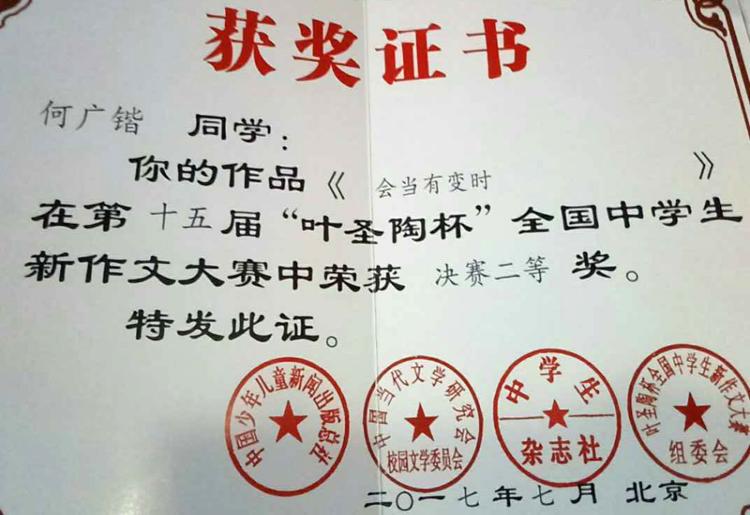 获奖证书
何广锴 同学：
你的作品《 会当有变时 》
在第十五届“叶圣陶杯”全国中学生
新作文大赛中荣获 决赛二等 奖。
特发此证。
中国少年儿童新闻出版总社
中国当代文学研究会
校园文学委员会
中学生
杂志社
叶圣陶杯全国中学生新作文大赛
组委会
二〇一七年七月 北京